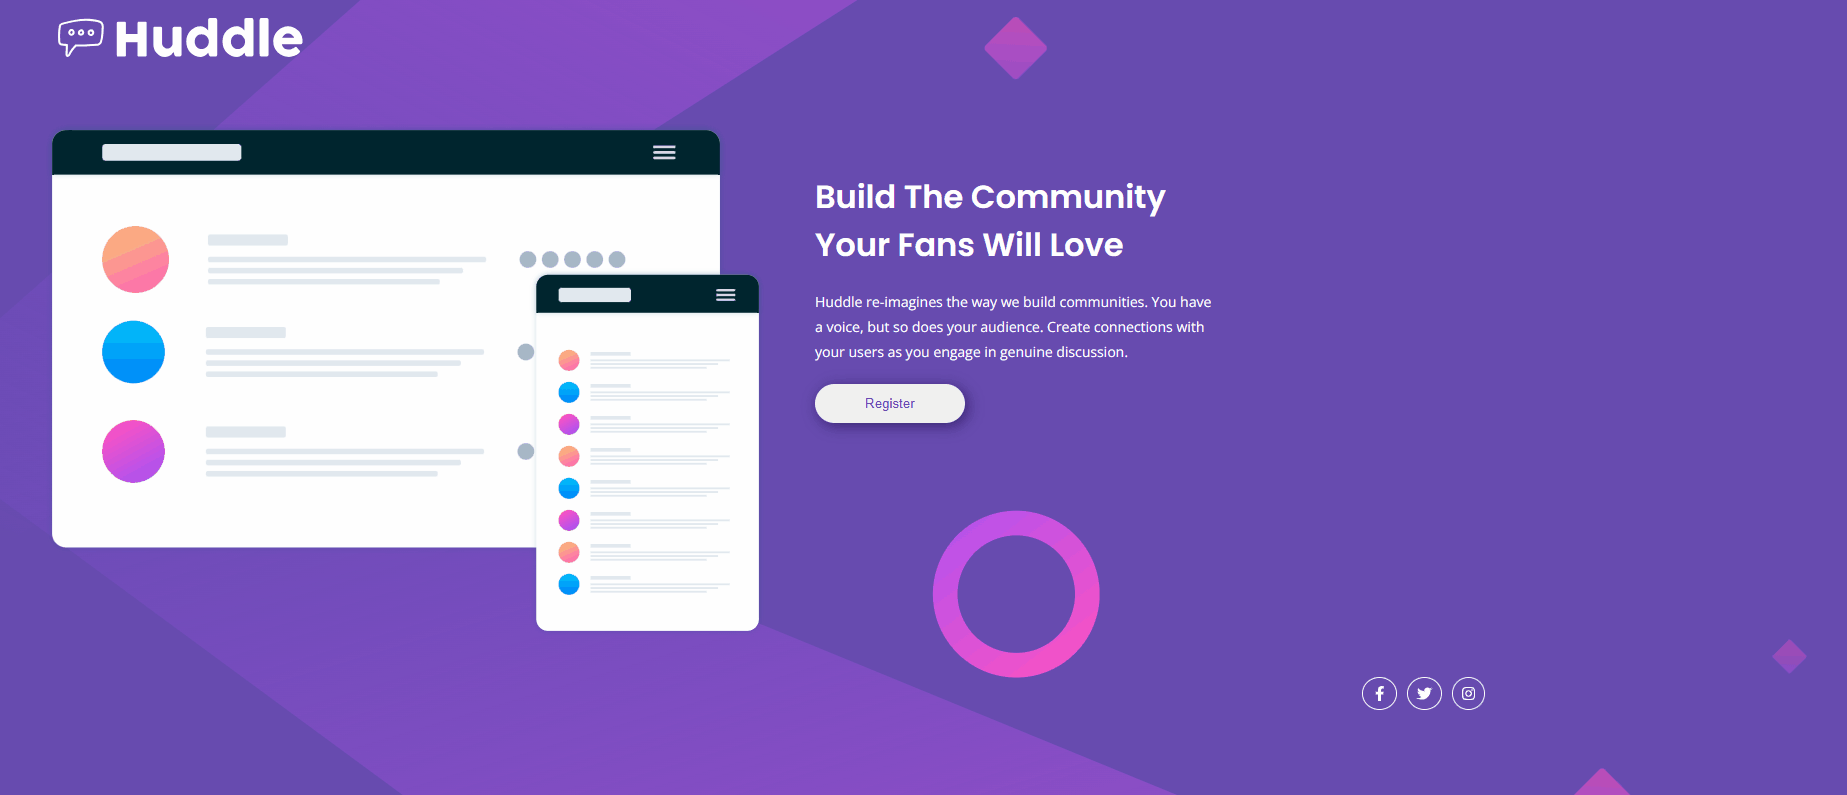 Huddle
Build The Community
Your Fans Will Love
Huddle re-imagines the way we build communities. You have
a voice, but so does your audience. Create connections with
your users as you engage in genuine discussion.
Register